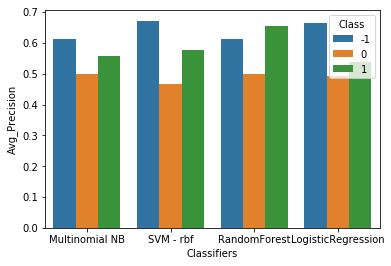 0.7
0.6
0.5
0.4
0.3
0.2
0.1
0.0
Avg_Precision
Class
-1
0
1
Multinomial NB
SVM - rbf
RandomForest
LogisticRegression
Classifiers